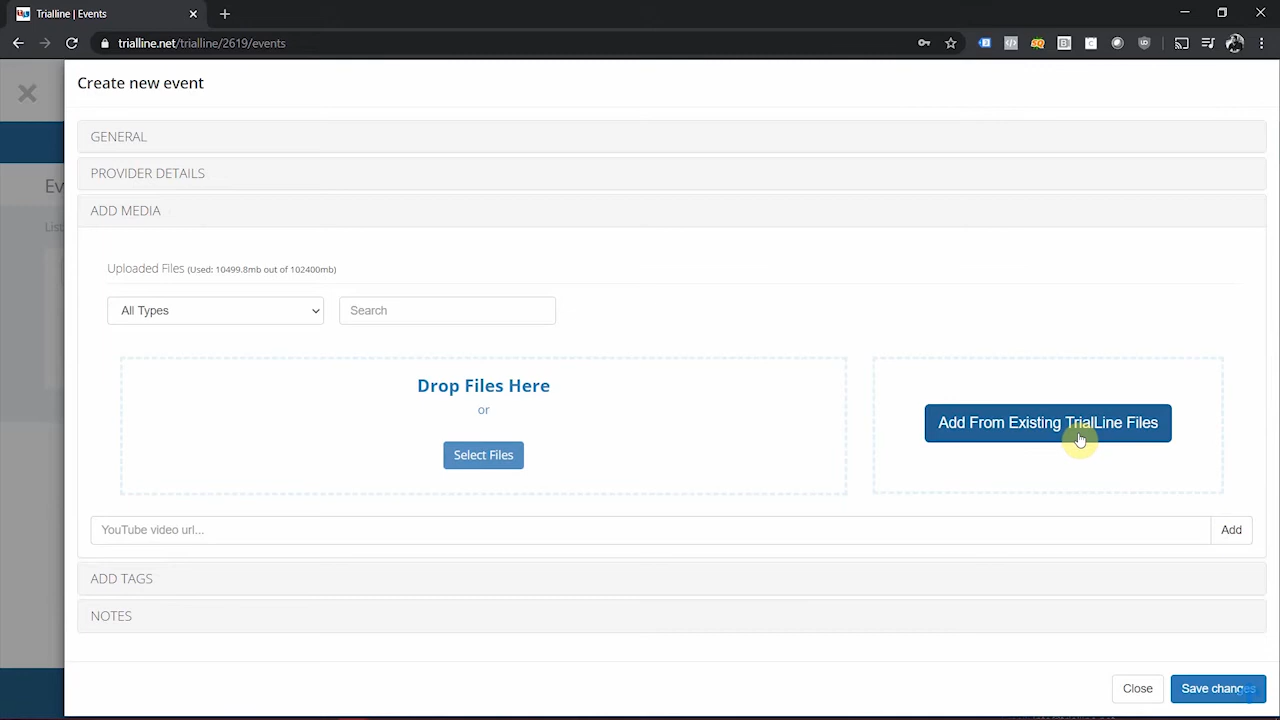 Trialline | Events
trialline.net/trialline/2619/events
Create new event
GENERAL
PROVIDER DETAILS
Ev
ADD MEDIA
List
Uploaded Files (Used: 10499.8mb out of 102400mb)
All Types
Search
Drop Files Here
or
Select Files
Add From Existing TrialLine Files
YouTube video url...
Add
ADD TAGS
NOTES
Close
Save changes